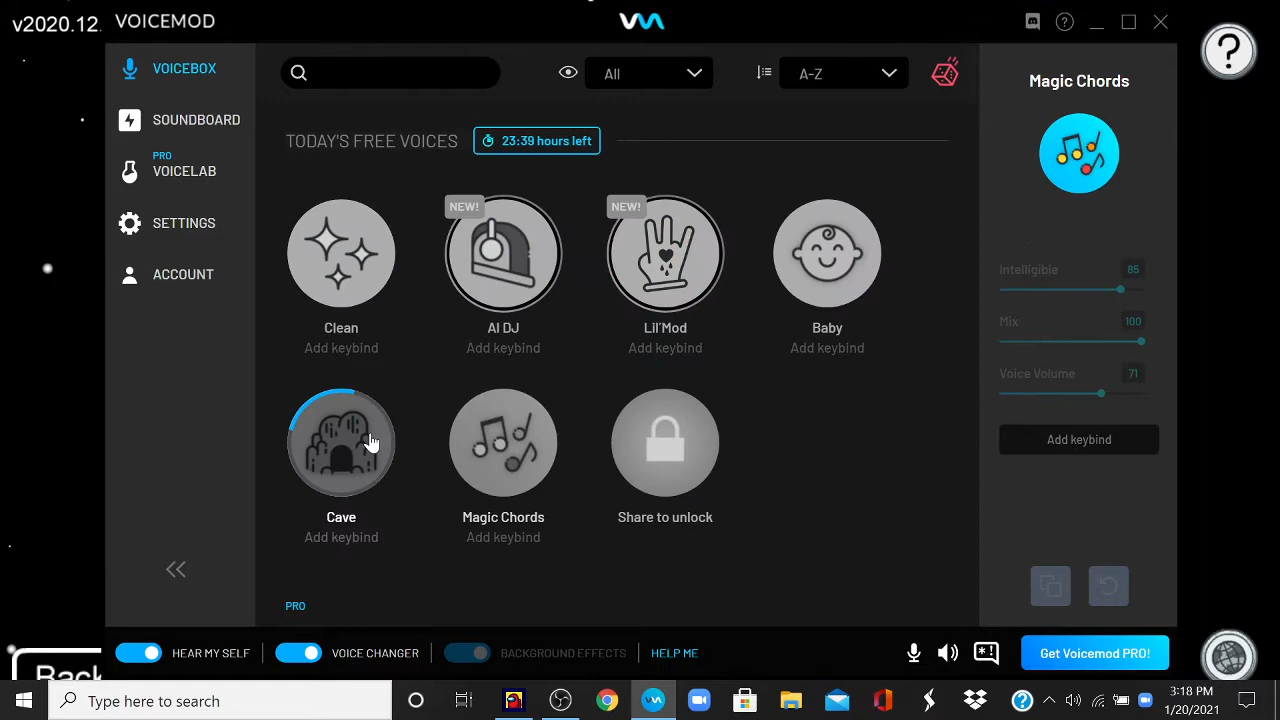 v2020.12.
VOICEMOD
VOICEBOX
SOUNDBOARD
PRO
VOICELAB
SETTINGS
ACCOUNT
All
A-Z
TODAY'S FREE VOICES
23:39 hours left
NEW!
NEW!
Clean
AI DJ
Lil'Mod
Baby
Add keybind
Add keybind
Add keybind
Add keybind
Cave
Magic Chords
Share to unlock
Add keybind
Add keybind
PRO
Magic Chords
Intelligible 85
Mix 100
Voice Volume 71
Add keybind
HEAR MY SELF
VOICE CHANGER
BACKGROUND EFFECTS
HELP ME
Get Voicemod PRO!
Back
Type here to search
3:18 PM
1/20/2021